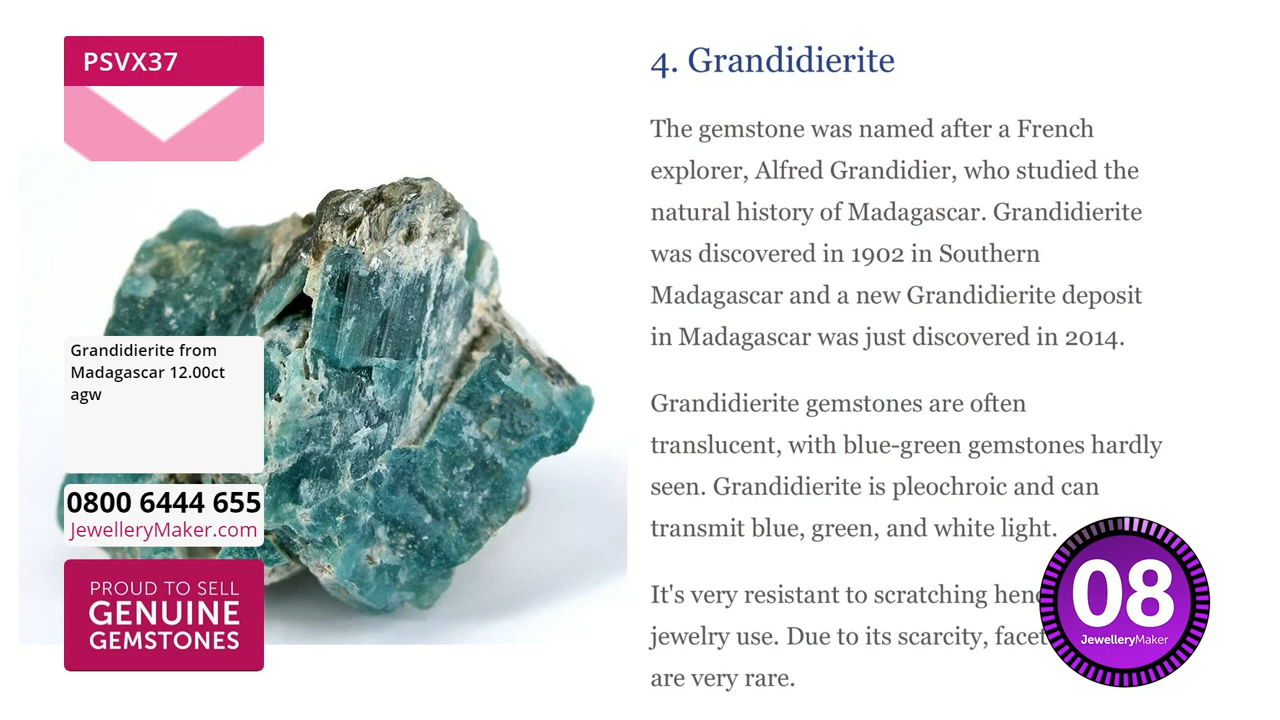 PSVX37
Grandidierite from
Madagascar 12.00ct
agw
0800 6444 655
JewelleryMaker.com
PROUD TO SELL
GENUINE
GEMSTONES
4. Grandidierite
The gemstone was named after a French
explorer, Alfred Grandidier, who studied the
natural history of Madagascar. Grandidierite
was discovered in 1902 in Southern
Madagascar and a new Grandidierite deposit
in Madagascar was just discovered in 2014.
Grandidierite gemstones are often
translucent, with blue-green gemstones hardly
seen. Grandidierite is pleochroic and can
transmit blue, green, and white light.
It's very resistant to scratching
jewelry use. Due to its scarcity,
are very rare.
08
JewelleryMaker